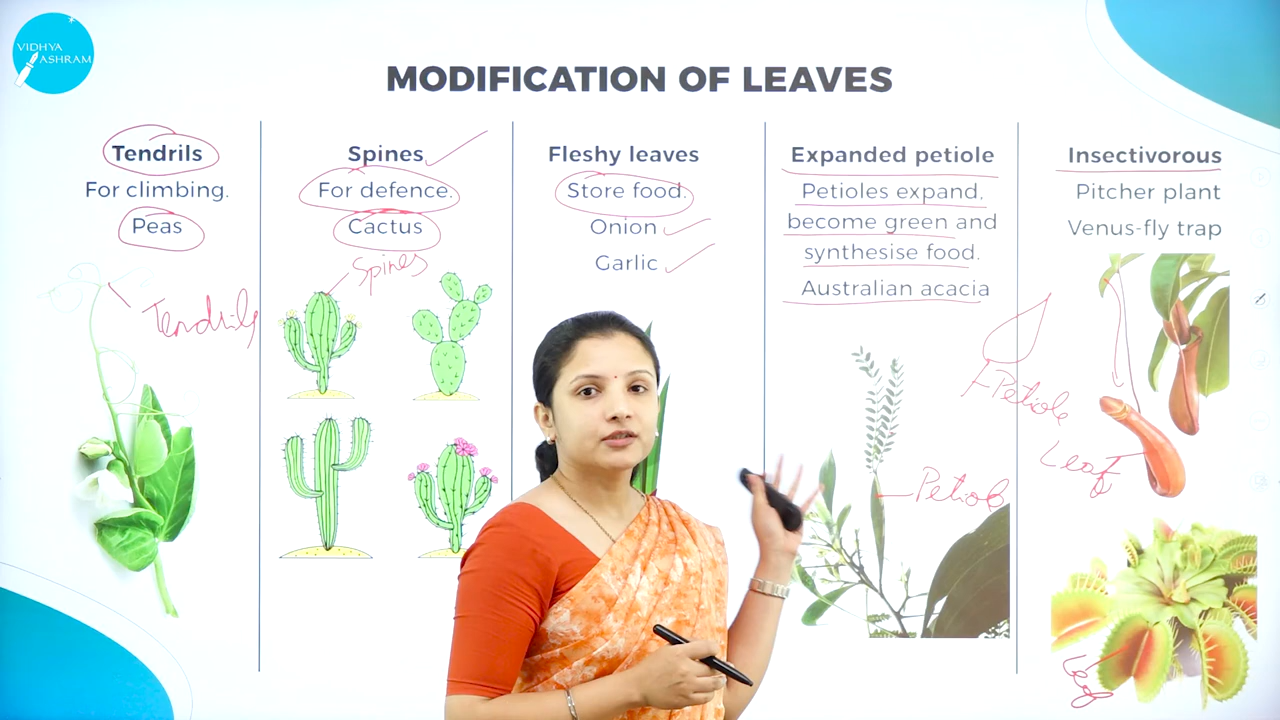 VIDHYA
ASHRAM
MODIFICATION OF LEAVES
Tendrils
For climbing.
Peas
Tendrils
Spines
For defence.
Cactus
Spines
Fleshy leaves
Store food.
Onion
Garlic
Expanded petiole
Petioles expand,
become green and
synthesise food.
Australian acacia
Petiole
Petiole
Insectivorous
Pitcher plant
Venus-fly trap
Leaf
Leaf